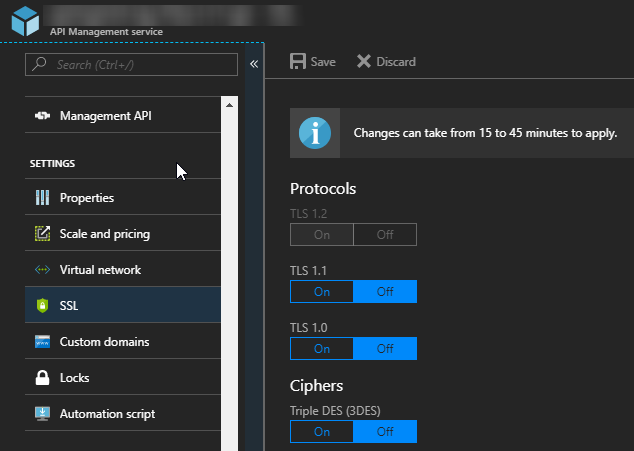 API Management service
Search (Ctrl+/)
«
Management API
SETTINGS
Properties
Scale and pricing
Virtual network
SSL
Custom domains
Locks
Automation script
Save
Discard
Changes can take from 15 to 45 minutes to apply.
Protocols
TLS 1.2
On Off
TLS 1.1
On Off
TLS 1.0
On Off
Ciphers
Triple DES (3DES)
On Off